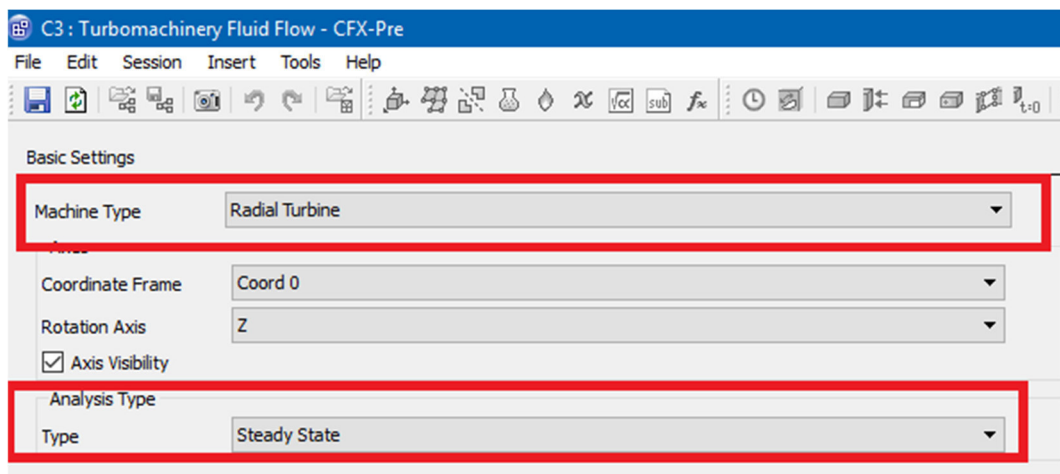 C3 : Turbomachinery Fluid Flow - CFX-Pre
File Edit Session Insert Tools Help
Basic Settings
Machine Type Radial Turbine
Coordinate Frame Coord 0
Rotation Axis Z
Axis Visibility
Analysis Type
Type Steady State